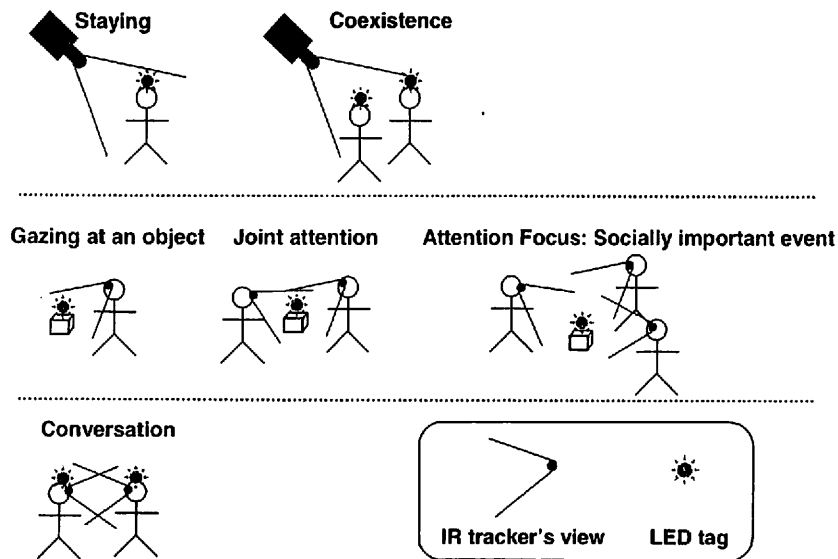 Staying
Coexistence
Gazing at an object
Joint attention
Attention Focus: Socially important event
Conversation
IR tracker's view
LED tag